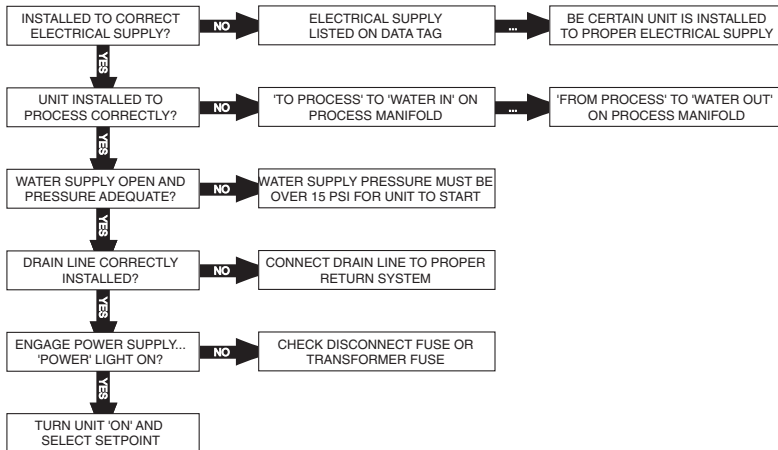 INSTALLED TO CORRECT
ELECTRICAL SUPPLY?
NO
ELECTRICAL SUPPLY
LISTED ON DATA TAG
...
BE CERTAIN UNIT IS INSTALLED
TO PROPER ELECTRICAL SUPPLY
YES
UNIT INSTALLED TO
PROCESS CORRECTLY?
NO
'TO PROCESS' TO 'WATER IN' ON
PROCESS MANIFOLD
...
'FROM PROCESS' TO 'WATER OUT'
ON PROCESS MANIFOLD
YES
WATER SUPPLY OPEN AND
PRESSURE ADEQUATE?
NO
WATER SUPPLY PRESSURE MUST BE
OVER 15 PSI FOR UNIT TO START
YES
DRAIN LINE CORRECTLY
INSTALLED?
NO
CONNECT DRAIN LINE TO PROPER
RETURN SYSTEM
YES
ENGAGE POWER SUPPLY...
'POWER' LIGHT ON?
NO
CHECK DISCONNECT FUSE OR
TRANSFORMER FUSE
YES
TURN UNIT 'ON' AND
SELECT SETPOINT